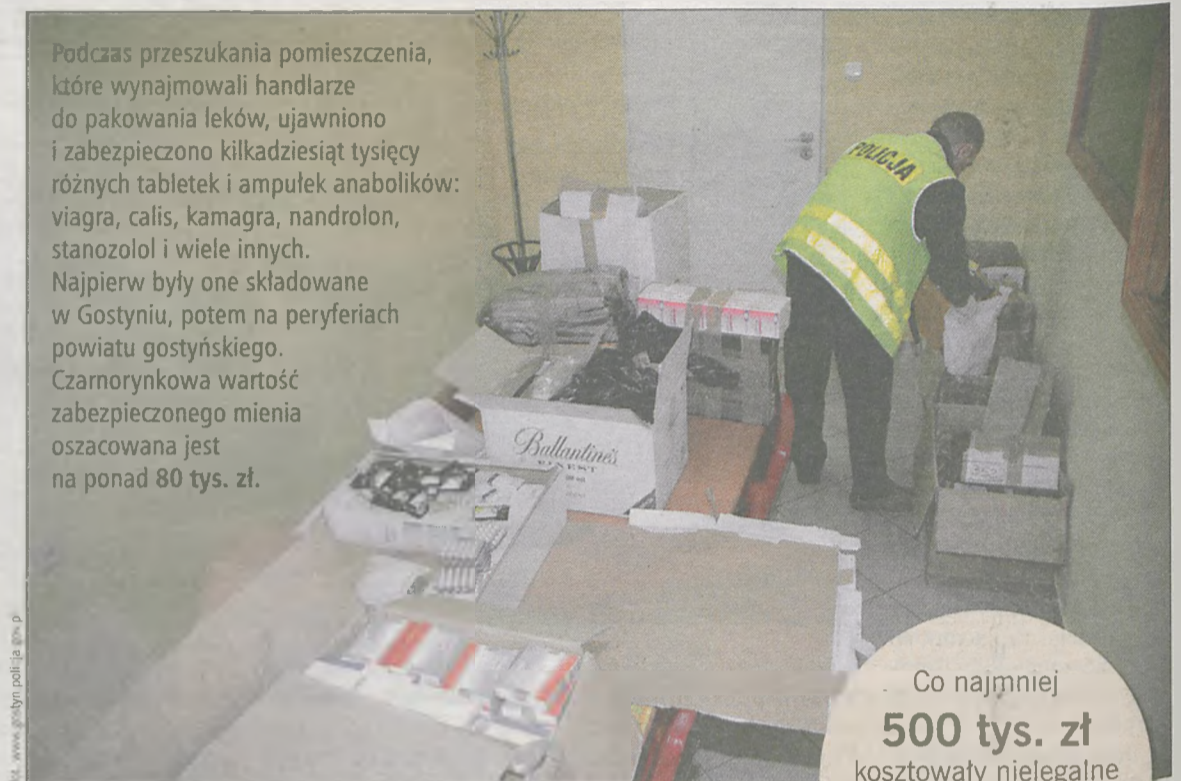 Podczas przeszukania pomieszczenia,
które wynajmowali handlarze
do pakowania leków, ujawniono
i zabezpieczono kilkadziesiąt tysięcy
różnych tabletek i ampułek anabolików:
viagra, calis, kamagra, nandrolon,
stanozolol i wiele innych.
Najpierw były one składowane
w Gostyniu, potem na peryferiach
powiatu gostyńskiego.
Czarnorynkowa wartość
zabezpieczonego mienia
oszacowana jest
na ponad 80 tys. zł.
POLICJA
Ballantine's
FINEST
Co najmniej
500 tys. zł
kosztowały nielegalne